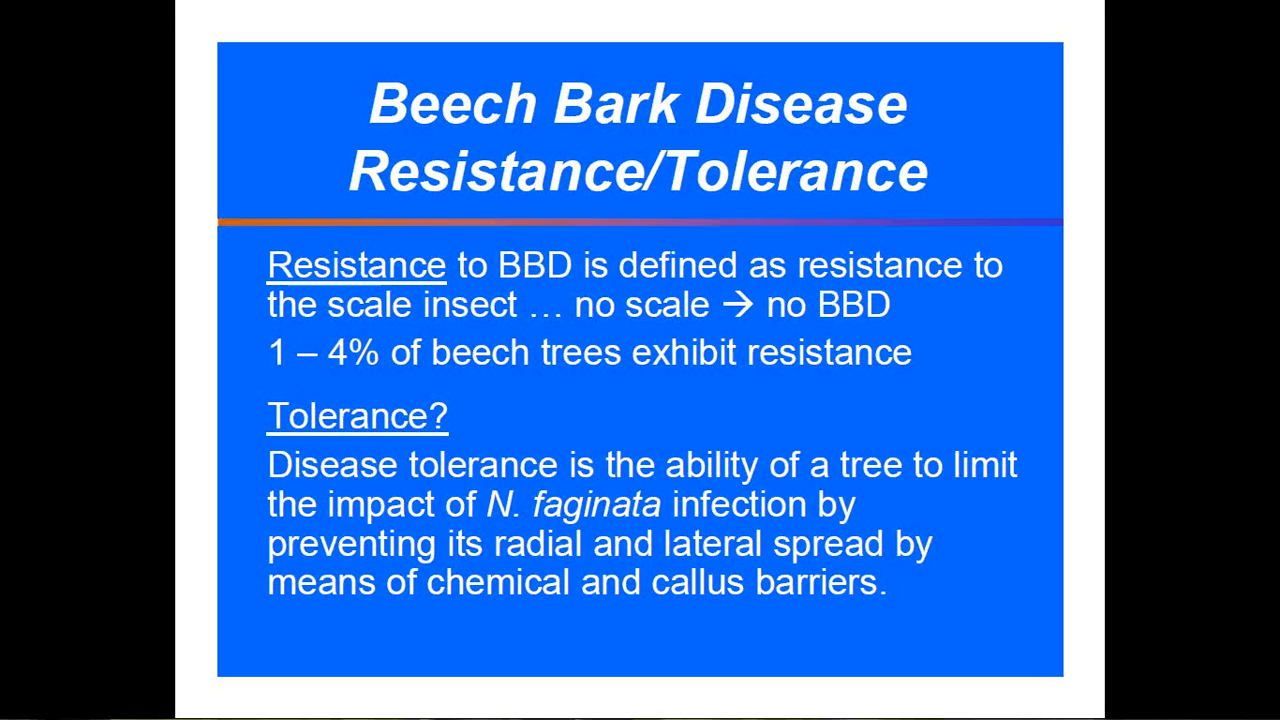 Beech Bark Disease
Resistance/Tolerance
Resistance to BBD is defined as resistance to
the scale insect … no scale → no BBD
1 – 4% of beech trees exhibit resistance
Tolerance?
Disease tolerance is the ability of a tree to limit
the impact of N. faginata infection by
preventing its radial and lateral spread by
means of chemical and callus barriers.